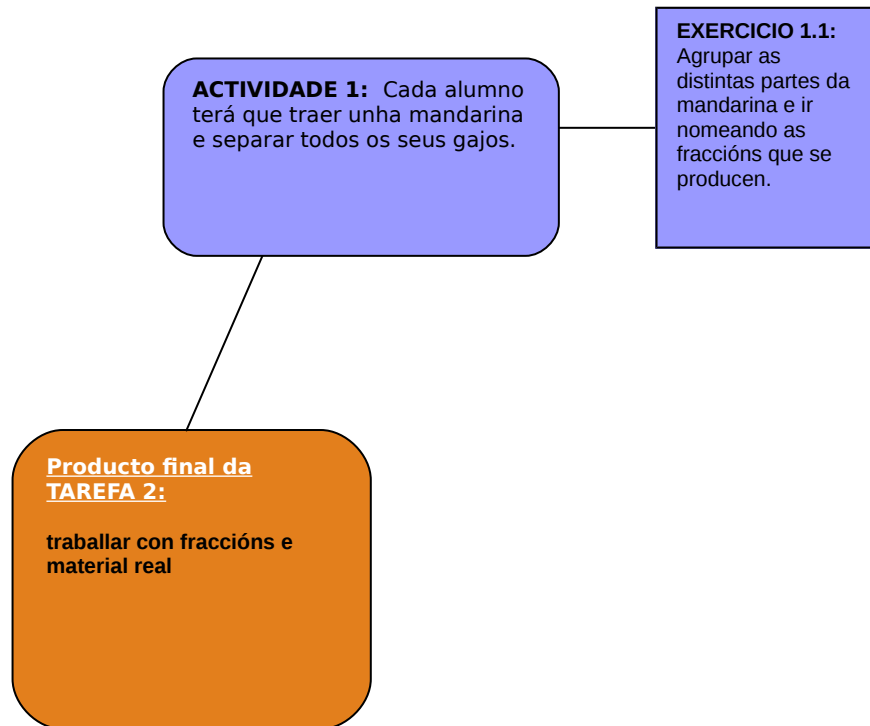 ACTIVIDADE 1:  Cada alumno
terá que traer unha mandarina
e separar todos os seus gajos.
EXERCICIO 1.1:
Agrupar as
distintas partes da
mandarina e ir
nomeando as
fraccións que se
producen.
Producto final da
TAREFA 2:
traballar con fraccións e
material real